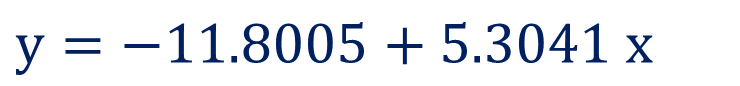 y = −11.8005 + 5.3041 x